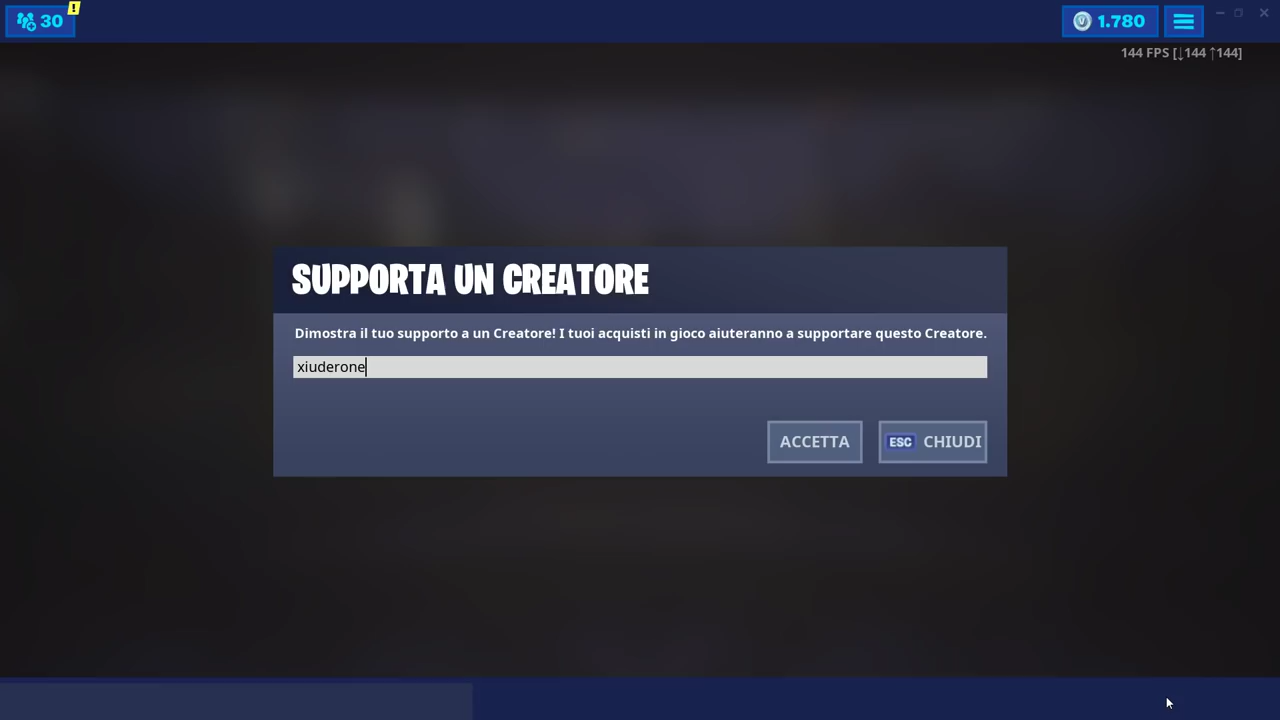 30
!
1.780
144 FPS [↓144 ↑144]
SUPPORTA UN CREATORE
Dimostra il tuo supporto a un Creatore! I tuoi acquisti in gioco aiuteranno a supportare questo Creatore.
xiuderone
ACCETTA
ESC CHIUDI